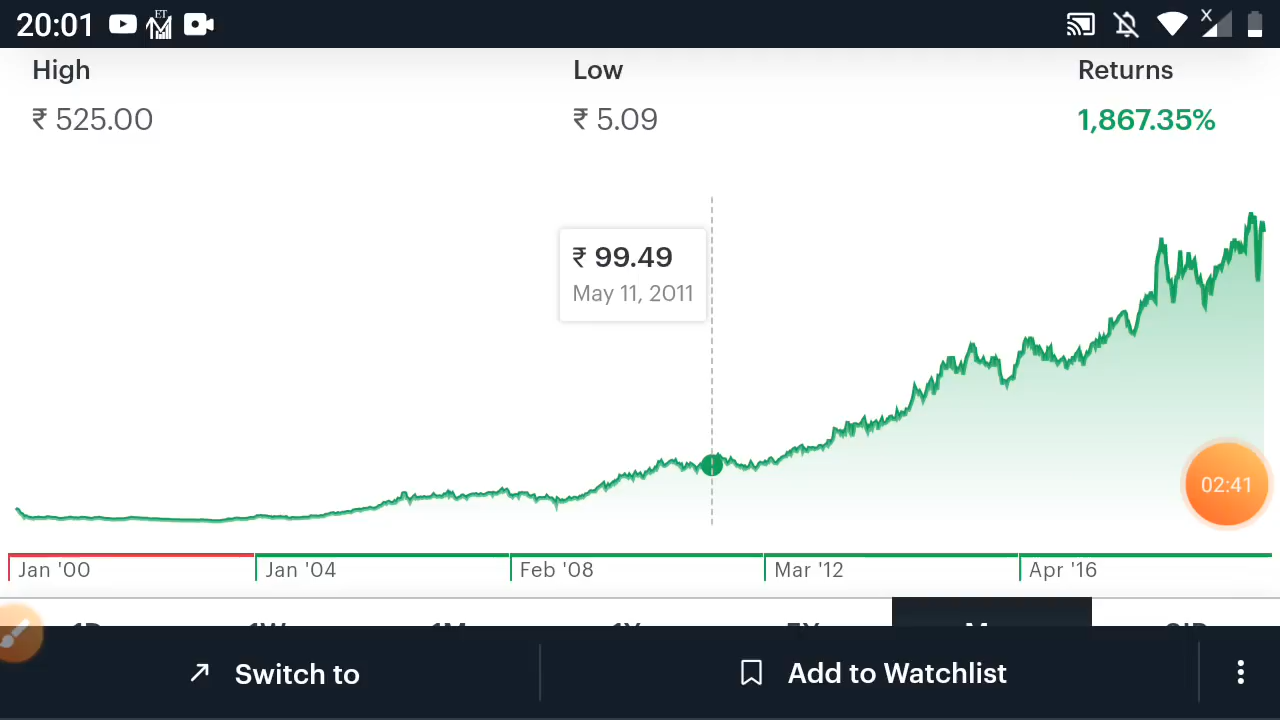 20:01
ET
X
High
Low
Returns
₹ 525.00
₹ 5.09
1,867.35%
₹ 99.49
May 11, 2011
02:41
Jan '00
Jan '04
Feb '08
Mar '12
Apr '16
Switch to
Add to Watchlist